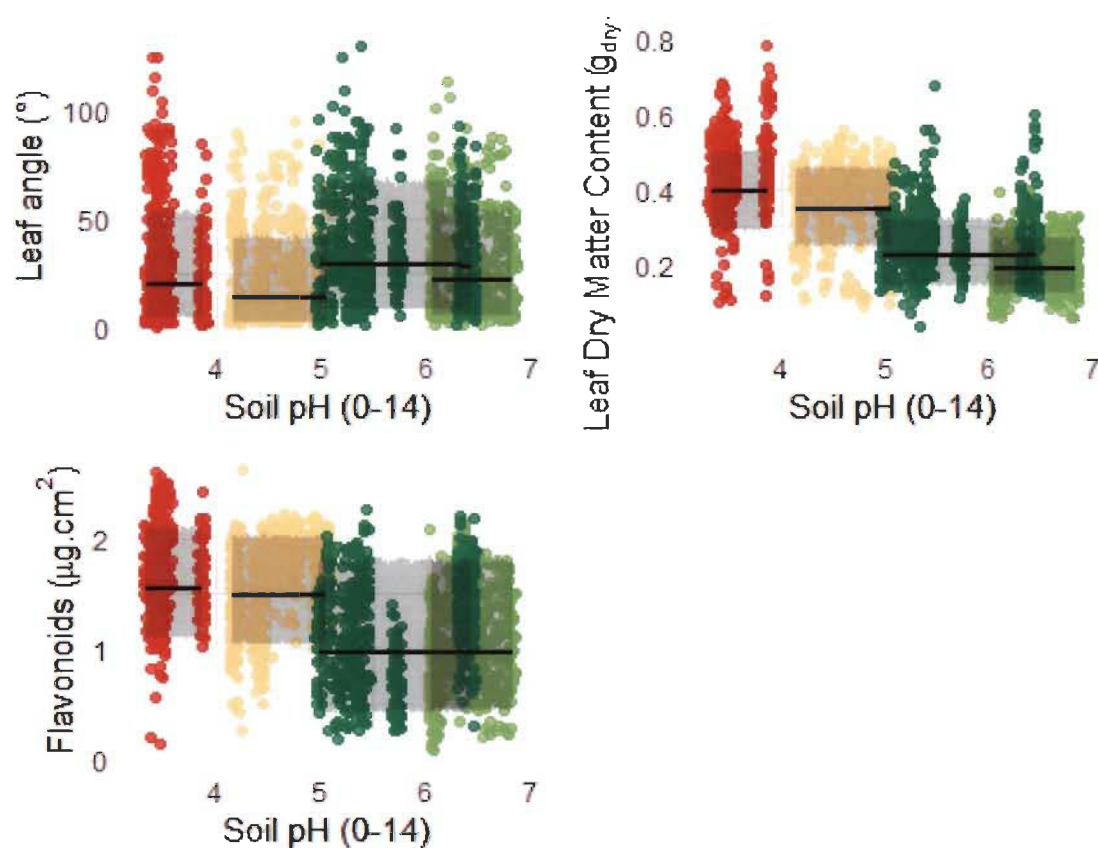 Leaf angle (°)
100
50
0
4 5 6 7
Soil pH (0-14)
Leaf Dry Matter Content (g_dry.
0.8
0.6
0.4
0.2
4 5 6 7
Soil pH (0-14)
Flavonoids (µg.cm²)
2
1
0
4 5 6 7
Soil pH (0-14)